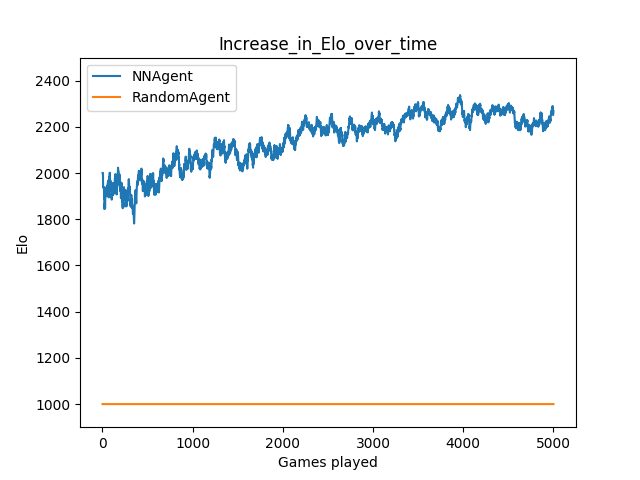 Increase_in_Elo_over_time
NNAgent
RandomAgent
2400
2200
2000
1800
1600
1400
1200
1000
Elo
0 1000 2000 3000 4000 5000
Games played